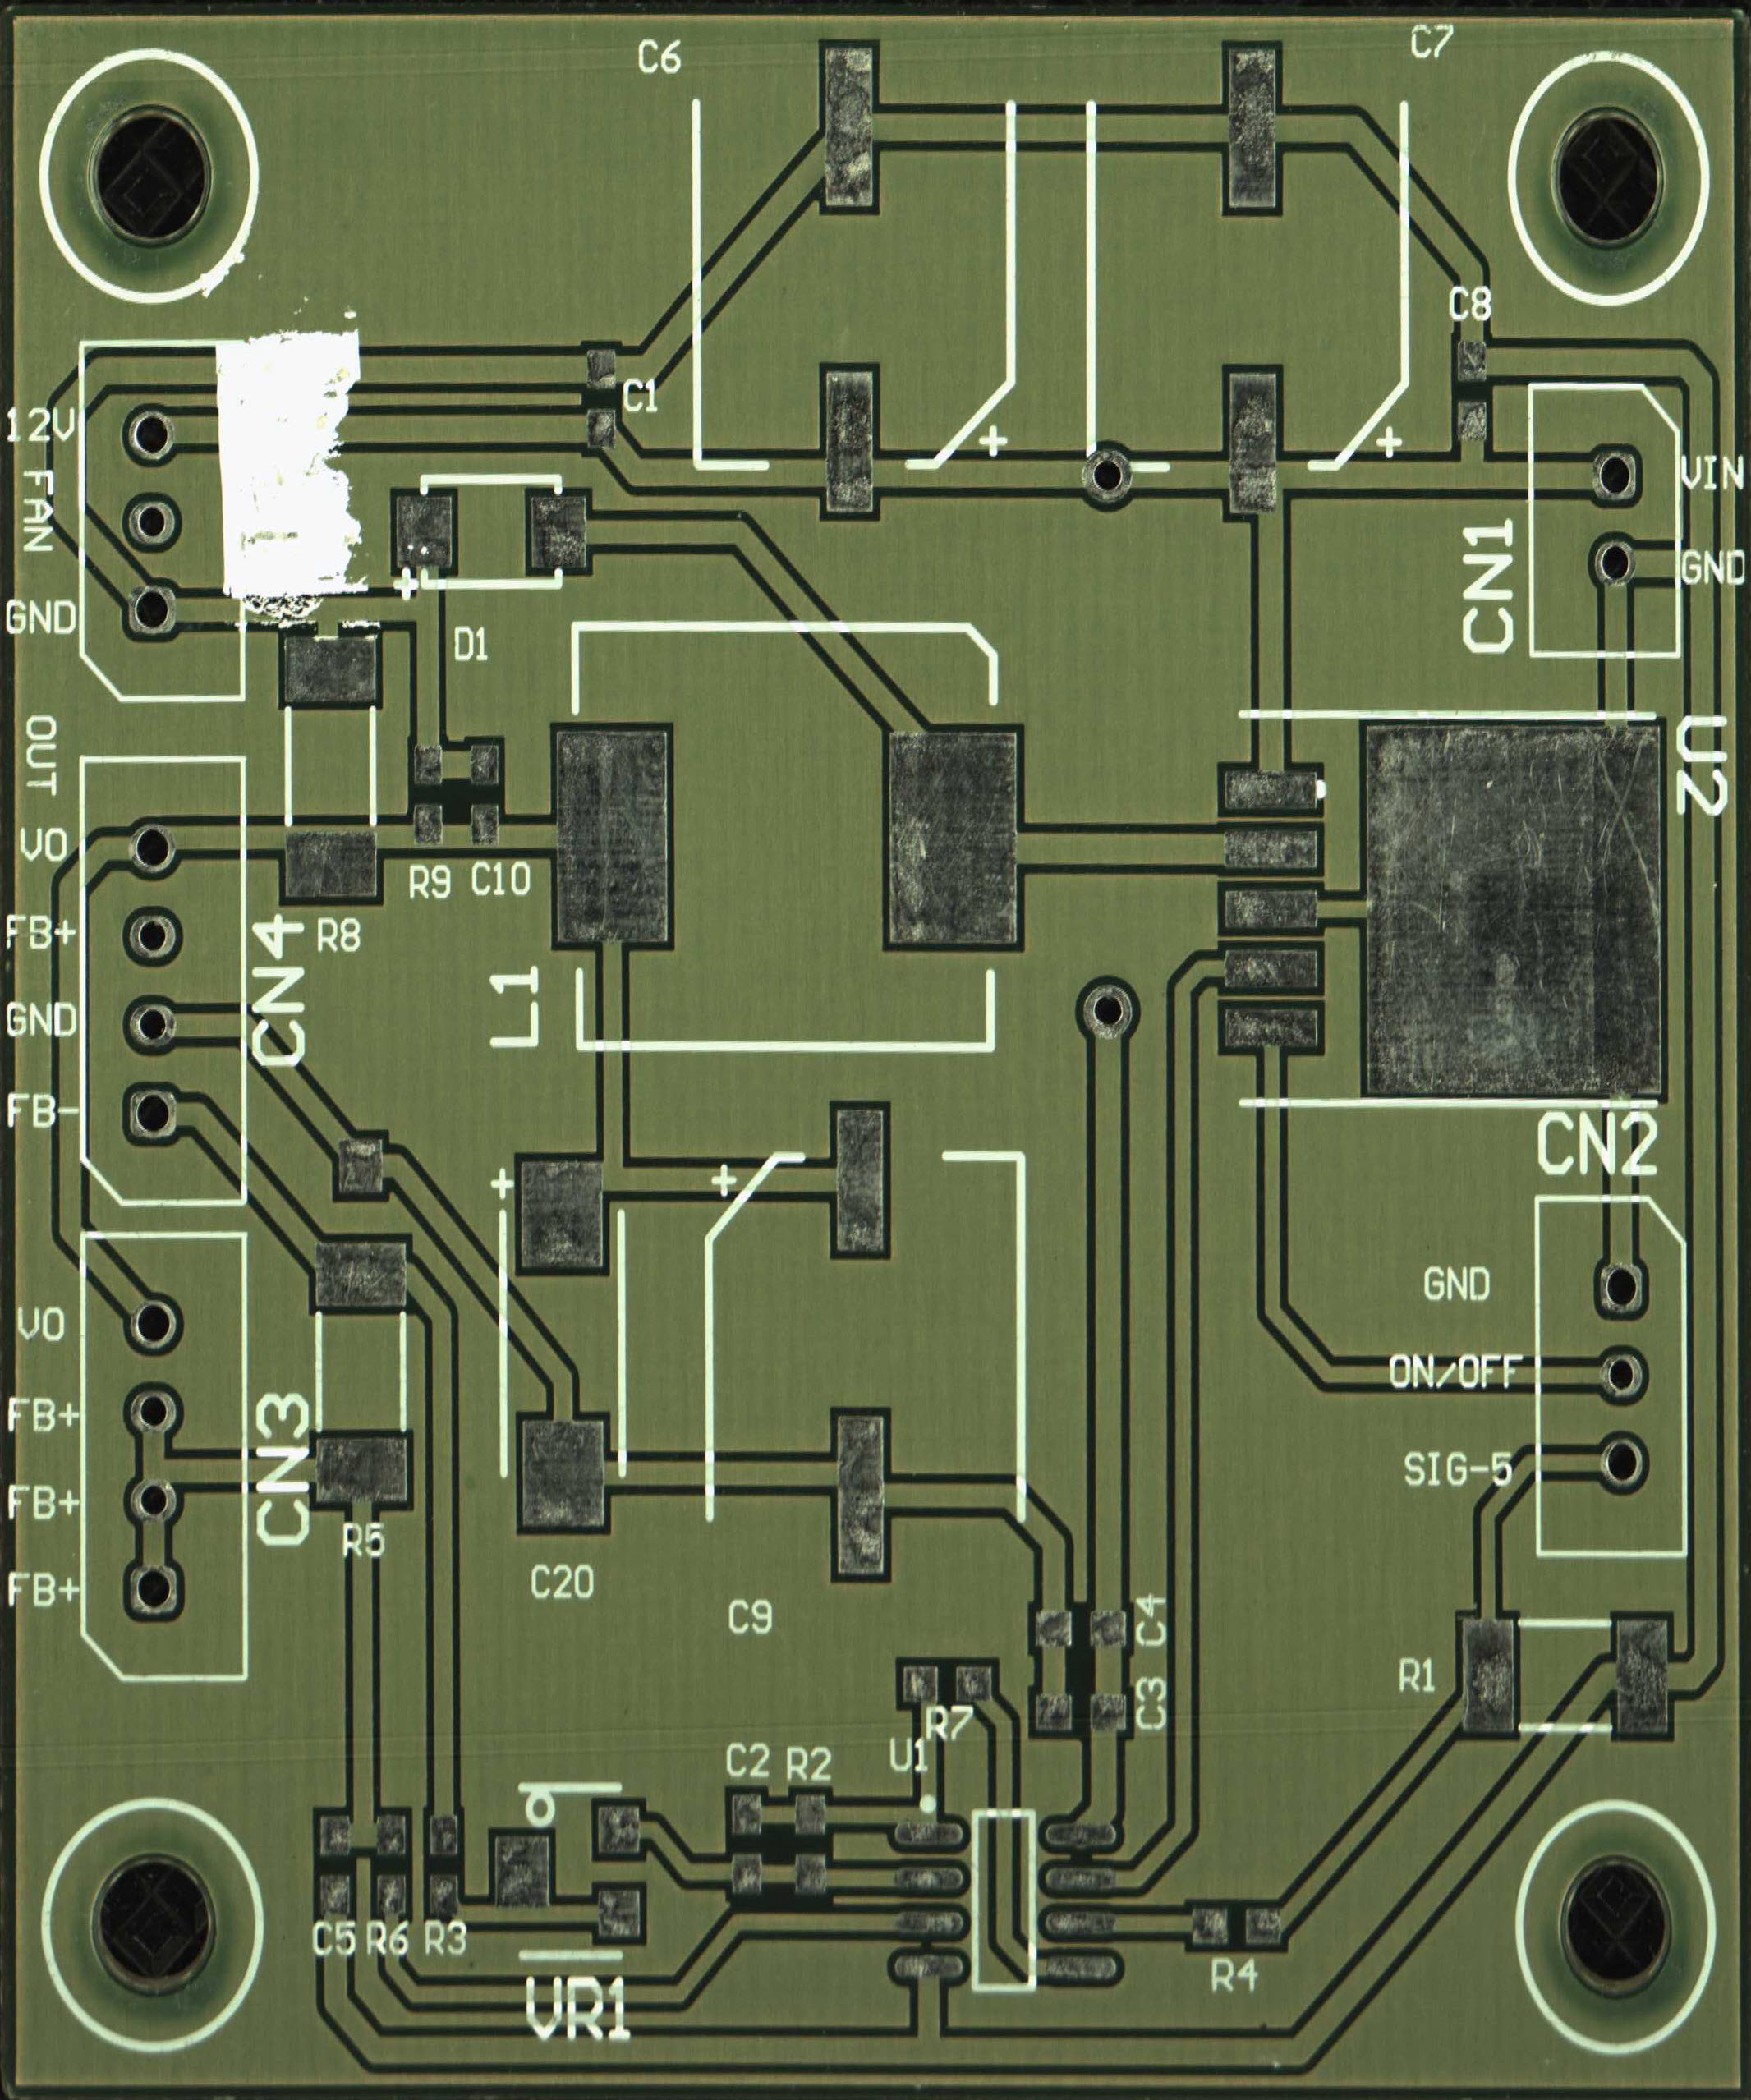 C6
C7
C8
C1
12V
FAN
GND
VIN
GND
CN1
D1
OUT
U2
VO
R9 C10
R8
FB+
CN4
L1
GND
FB-
CN2
GND
VO
ON/OFF
FB+
CN3
SIG-5
FB+
R5
C20
FB+
C9
C4
R1
C3
R7
U1
C2 R2
C5 R6 R3
R4
VR1